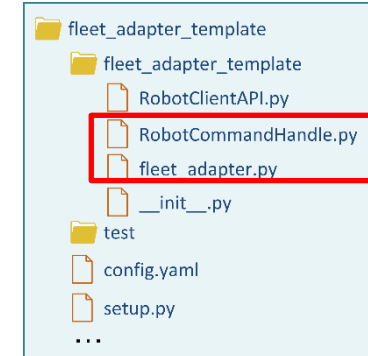 fleet_adapter_template
fleet_adapter_template
RobotClientAPI.py
RobotCommandHandle.py
fleet_adapter.py
__init__.py
test
config.yaml
setup.py
...